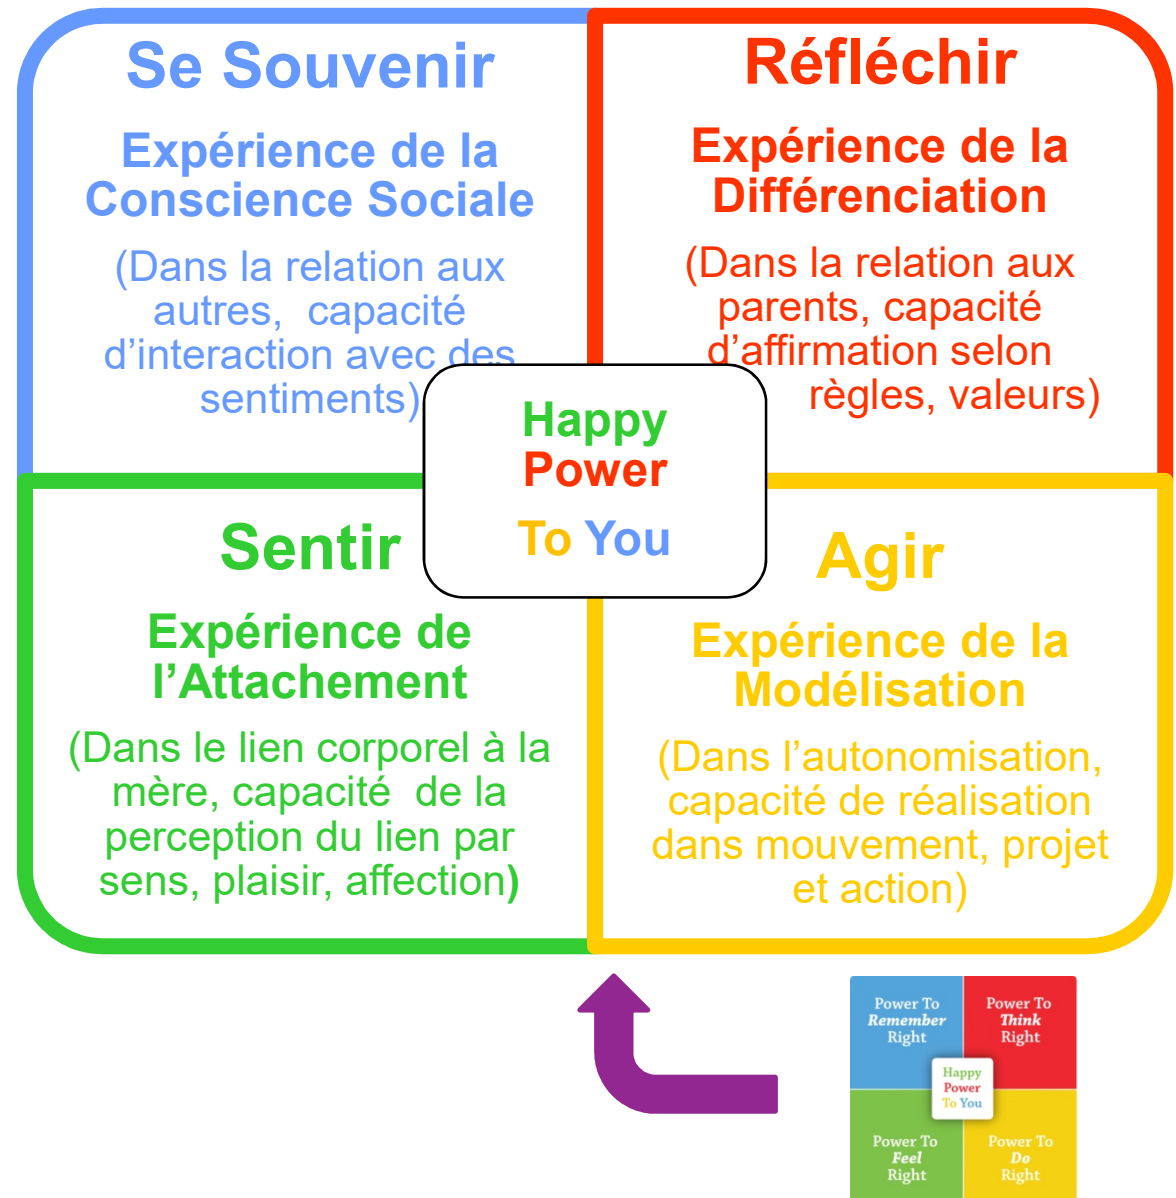 Se Souvenir
Expérience de la
Conscience Sociale
(Dans la relation aux
autres,  capacité
d'interaction avec des
sentiments)
Réfléchir
Expérience de la
Différenciation
(Dans la relation aux
parents, capacité
d'affirmation selon
règles, valeurs)
Happy
Power
To You
Sentir
Expérience de
l'Attachement
(Dans le lien corporel à la
mère, capacité  de la
perception du lien par
sens, plaisir, affection)
Agir
Expérience de la
Modélisation
(Dans l'autonomisation,
capacité de réalisation
dans mouvement, projet
et action)
Power To
Remember
Right
Power To
Think
Right
Happy
Power
To You
Power To
Feel
Right
Power To
Do
Right